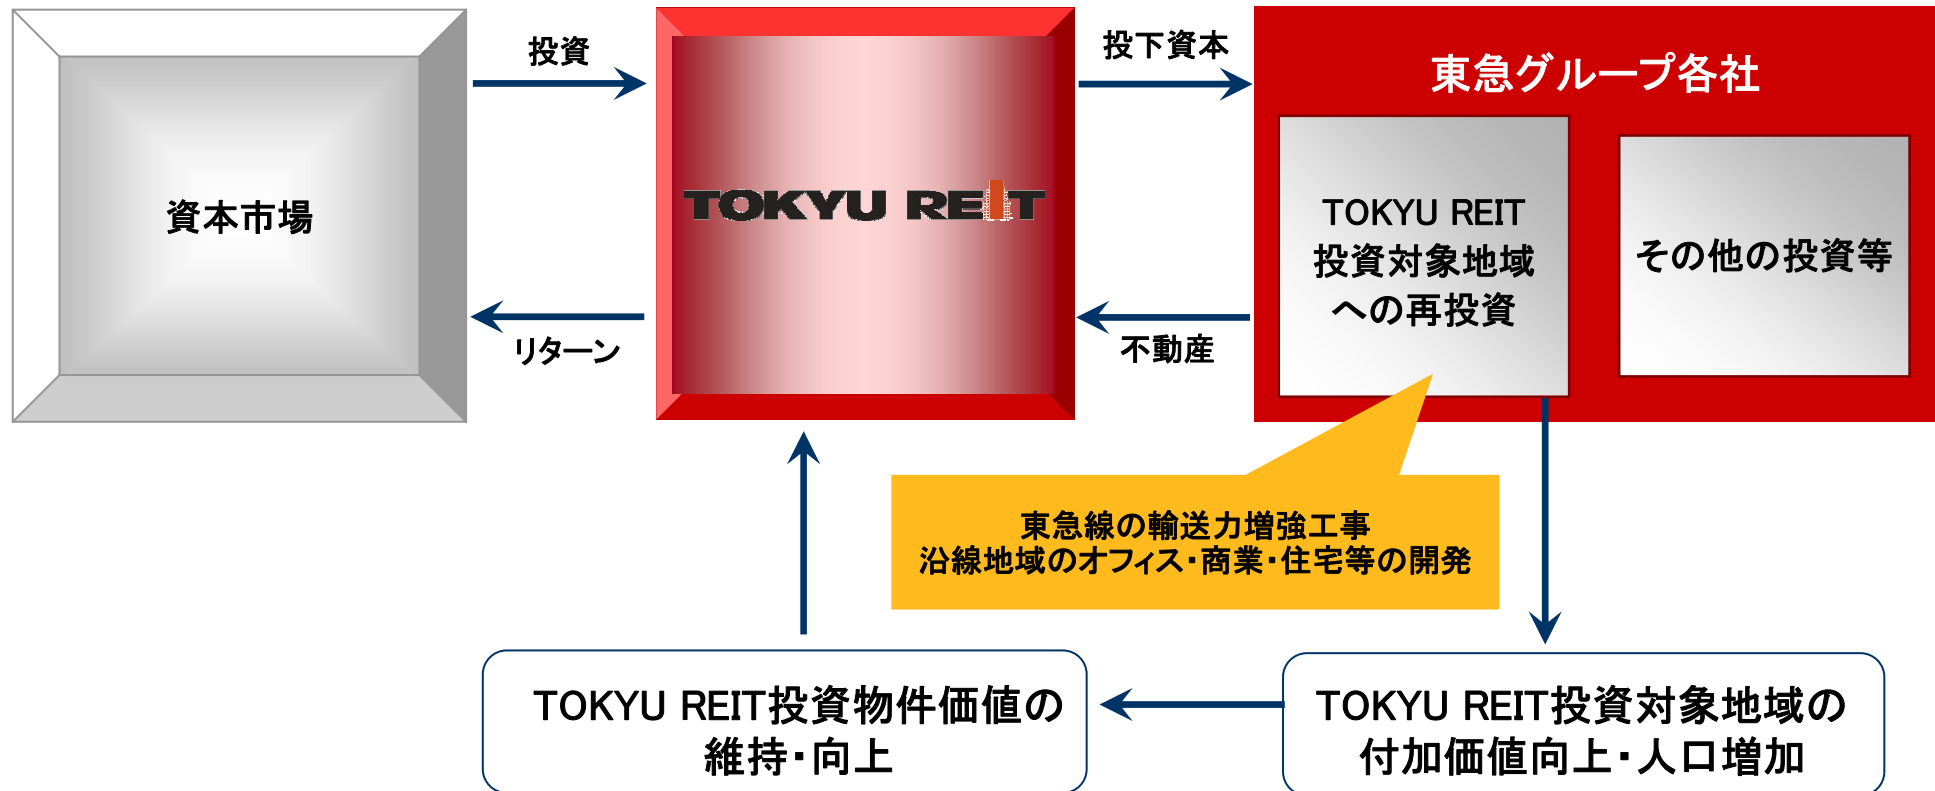 資本市場
投資
リターン
TOKYU REIT
投下資本
不動産
東急グループ各社
TOKYU REIT
投資対象地域
への再投資
その他の投資等
東急線の輸送力増強工事
沿線地域のオフィス・商業・住宅等の開発
TOKYU REIT投資物件価値の
維持・向上
TOKYU REIT投資対象地域の
付加価値向上・人口増加